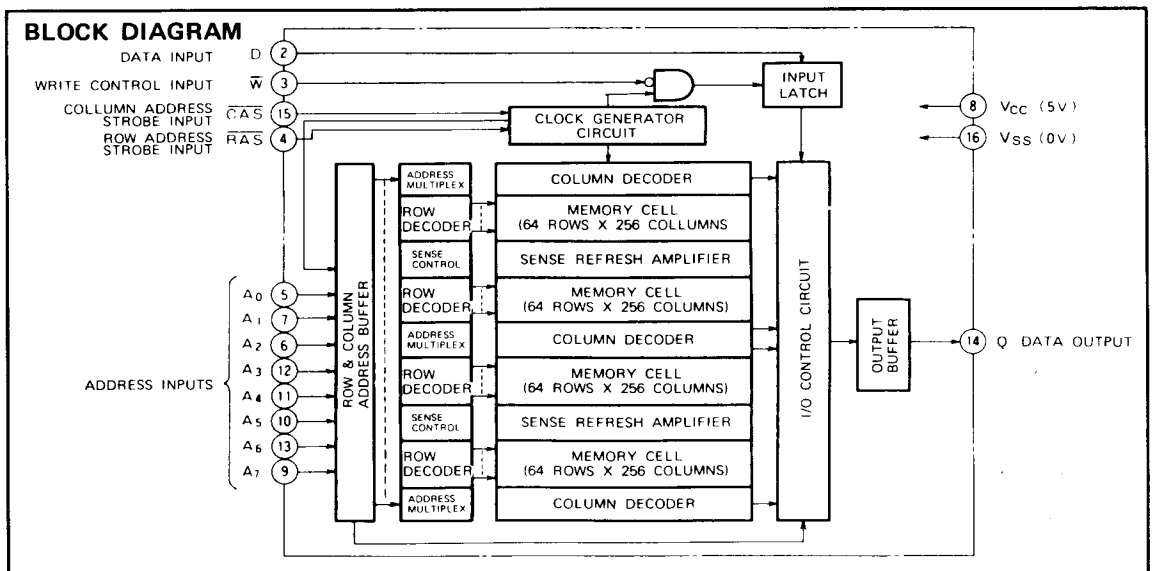 BLOCK DIAGRAM
DATA INPUT D 2
WRITE CONTROL INPUT W̅ 3
COLLUMN ADDRESS
STROBE INPUT C̅A̅S̅ 15
ROW ADDRESS
STROBE INPUT R̅A̅S̅ 4
INPUT
LATCH
CLOCK GENERATOR
CIRCUIT
8 VCC (5V)
16 VSS (0V)
ADDRESS INPUTS
A0 5
A1 7
A2 6
A3 12
A4 11
A5 10
A6 13
A7 9
ROW & COLUMN
ADDRESS BUFFER
ADDRESS
MULTIPLEX
COLUMN DECODER
ROW
DECODER
MEMORY CELL
(64 ROWS X 256 COLLUMNS
SENSE
CONTROL
SENSE REFRESH AMPLIFIER
ROW
DECODER
MEMORY CELL
(64 ROWS X 256 COLUMNS)
ADDRESS
MULTIPLEX
COLUMN DECODER
ROW
DECODER
MEMORY CELL
(64 ROWS X 256 COLUMNS)
SENSE
CONTROL
SENSE REFRESH AMPLIFIER
ROW
DECODER
MEMORY CELL
(64 ROWS X 256 COLUMNS)
ADDRESS
MULTIPLEX
COLUMN DECODER
I/O CONTROL CIRCUIT
OUTPUT
BUFFER
14 Q DATA OUTPUT